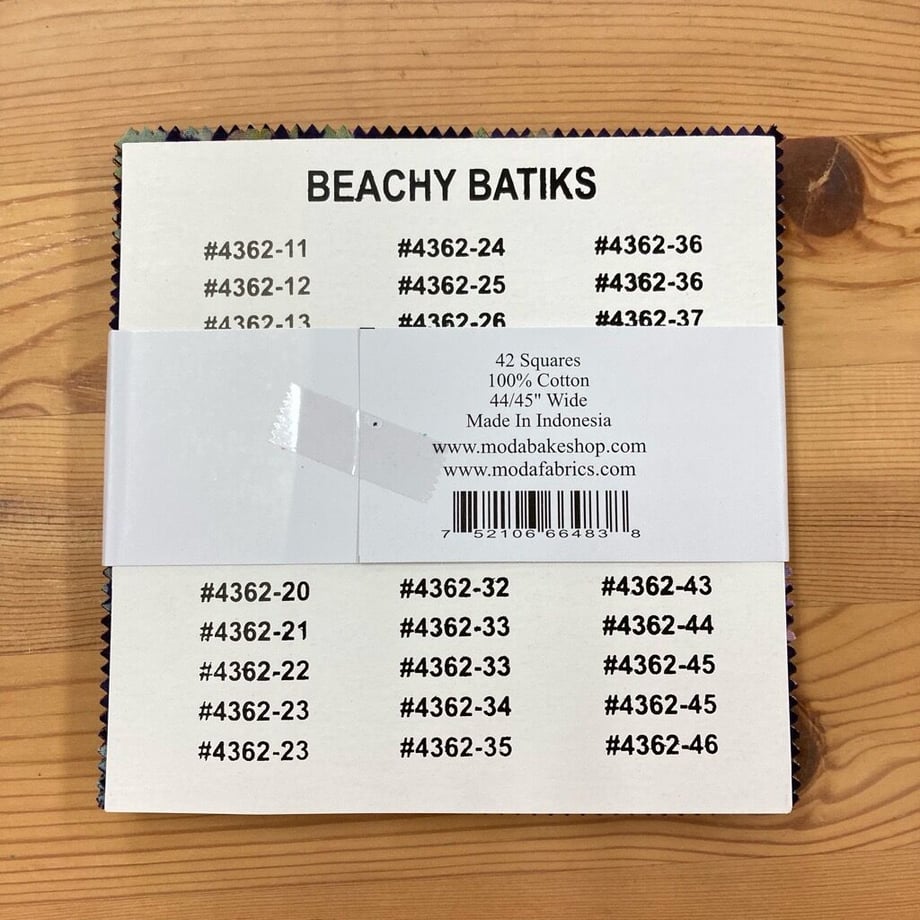 BEACHY BATIKS
#4362-11 #4362-24 #4362-36
#4362-12 #4362-25 #4362-36
#4362-13 #4362-26 #4362-37
42 Squares
100% Cotton
44/45" Wide
Made In Indonesia
www.modabakeshop.com
www.modafabrics.com
7 52106 66483 8
#4362-20 #4362-32 #4362-43
#4362-21 #4362-33 #4362-44
#4362-22 #4362-33 #4362-45
#4362-23 #4362-34 #4362-45
#4362-23 #4362-35 #4362-46